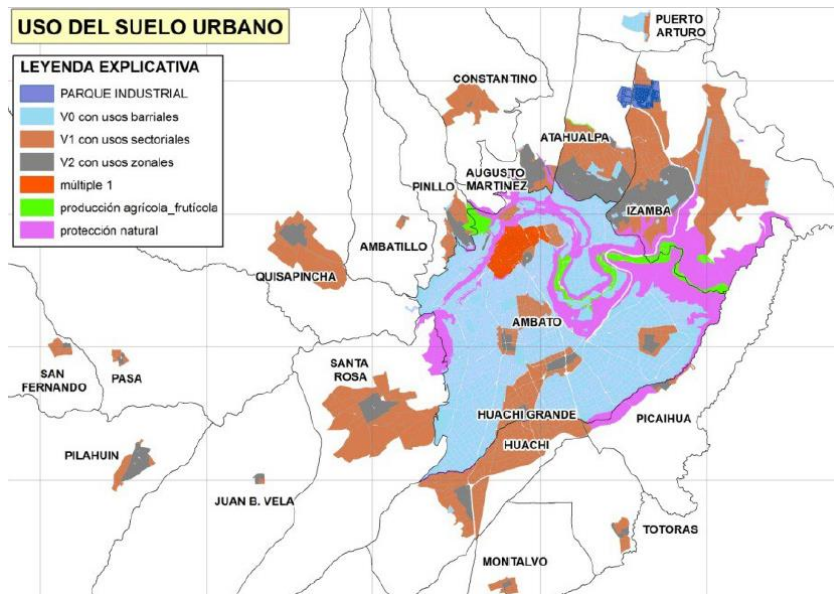 USO DEL SUELO URBANO
LEYENDA EXPLICATIVA
PARQUE INDUSTRIAL
V0 con usos barriales
V1 con usos sectoriales
V2 con usos zonales
múltiple 1
producción agrícola_frutícola
protección natural
PUERTO
ARTURO
CONSTANTINO
ATAHUALPA
AUGUSTO
MARTINEZ
PINLLO
IZAMBA
AMBATILLO
QUISAPINCHA
AMBATO
SAN
FERNANDO
PASA
SANTA
ROSA
HUACHI GRANDE
PICAIHUA
HUACHI
PILAHUIN
JUAN B. VELA
TOTORAS
MONTALVO